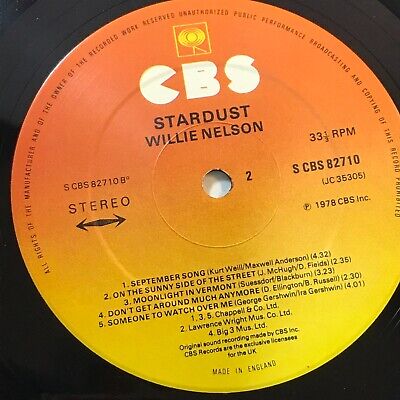 ALL RIGHTS OF THE MANUFACTURER AND OF THE OWNER OF THE RECORDED WORK RESERVED UNAUTHORIZED PUBLIC PERFORMANCE BROADCASTING AND COPYING OF THIS RECORD PROHIBITED
CBS
STARDUST
WILLIE NELSON
33⅓ RPM
S CBS 82710 B⁰
2
S CBS 82710
(JC 35305)
STEREO
℗ 1978 CBS Inc.
1. SEPTEMBER SONG (Kurt Weill/Maxwell Anderson) (4.32)
2. ON THE SUNNY SIDE OF THE STREET (J. McHugh/D. Fields) (2.35)
3. MOONLIGHT IN VERMONT (Suessdorf/Blackburn) (3.23)
4. DON'T GET AROUND MUCH ANYMORE (D. Ellington/B. Russell) (2.30)
5. SOMEONE TO WATCH OVER ME (George Gershwin/Ira Gershwin) (4.01)
1, 3, 5. Chappell & Co. Ltd.
2. Lawrence Wright Mus. Co. Ltd.
4. Big 3 Mus. Ltd.
Original sound recording made by CBS Inc.
CBS Records are the exclusive licensees
for the UK
MADE IN ENGLAND